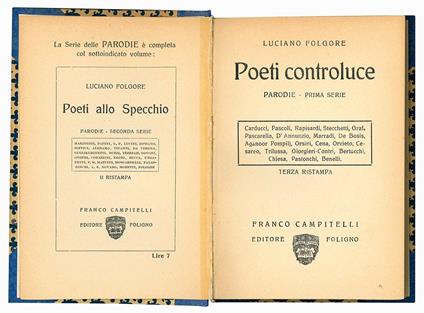 La Serie delle PARODIE è completa
col sottoindicato volume:
LUCIANO FOLGORE
Poeti allo Specchio
PARODIE - SECONDA SERIE
II RISTAMPA
FRANCO CAMPITELLI
EDITORE FOLIGNO
Lire 7
LUCIANO FOLGORE
Poeti controluce
PARODIE - PRIMA SERIE
Carducci, Pascoli, Rapisardi, Stecchetti, Graf,
Pascarella, D'Annunzio, Marradi, De Bosis,
Aganoor Pompilj, Orsini, Cena, Orvieto, Ce-
sareo, Trilussa, Giorgieri-Contri, Bertacchi,
Chiesa, Pastonchi, Benelli.
TERZA RISTAMPA
FRANCO CAMPITELLI
EDITORE FOLIGNO